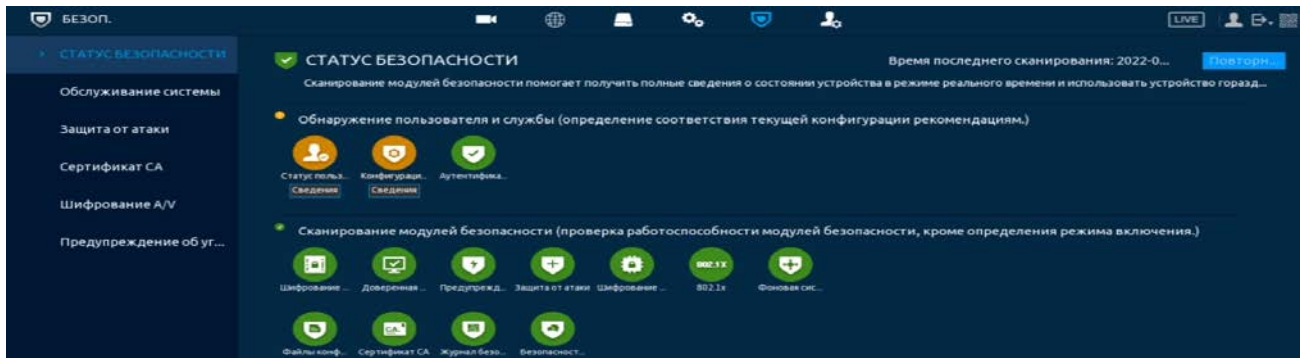 БЕЗОП.
LIVE
СТАТУС БЕЗОПАСНОСТИ
Обслуживание системы
Защита от атаки
Сертификат CA
Шифрование A/V
Предупреждение об уг...
СТАТУС БЕЗОПАСНОСТИ
Время последнего сканирования: 2022-0...
Повторн...
Сканирование модулей безопасности помогает получить полные сведения о состоянии устройства в режиме реального времени и использовать устройство горазд...
Обнаружение пользователя и службы (определение соответствия текущей конфигурации рекомендациям.)
Статус польз... Конфигураци... Аутентифика...
Сведения Сведения
Сканирование модулей безопасности (проверка работоспособности модулей безопасности, кроме определения режима включения.)
802.1X
Шифрование ... Доверенная ... Предупрежд... Защита от атаки Шифрование ... 802.1x Фоновая сис...
CA
Файлы конф... Сертификат CA Журнал безо... Безопасност...